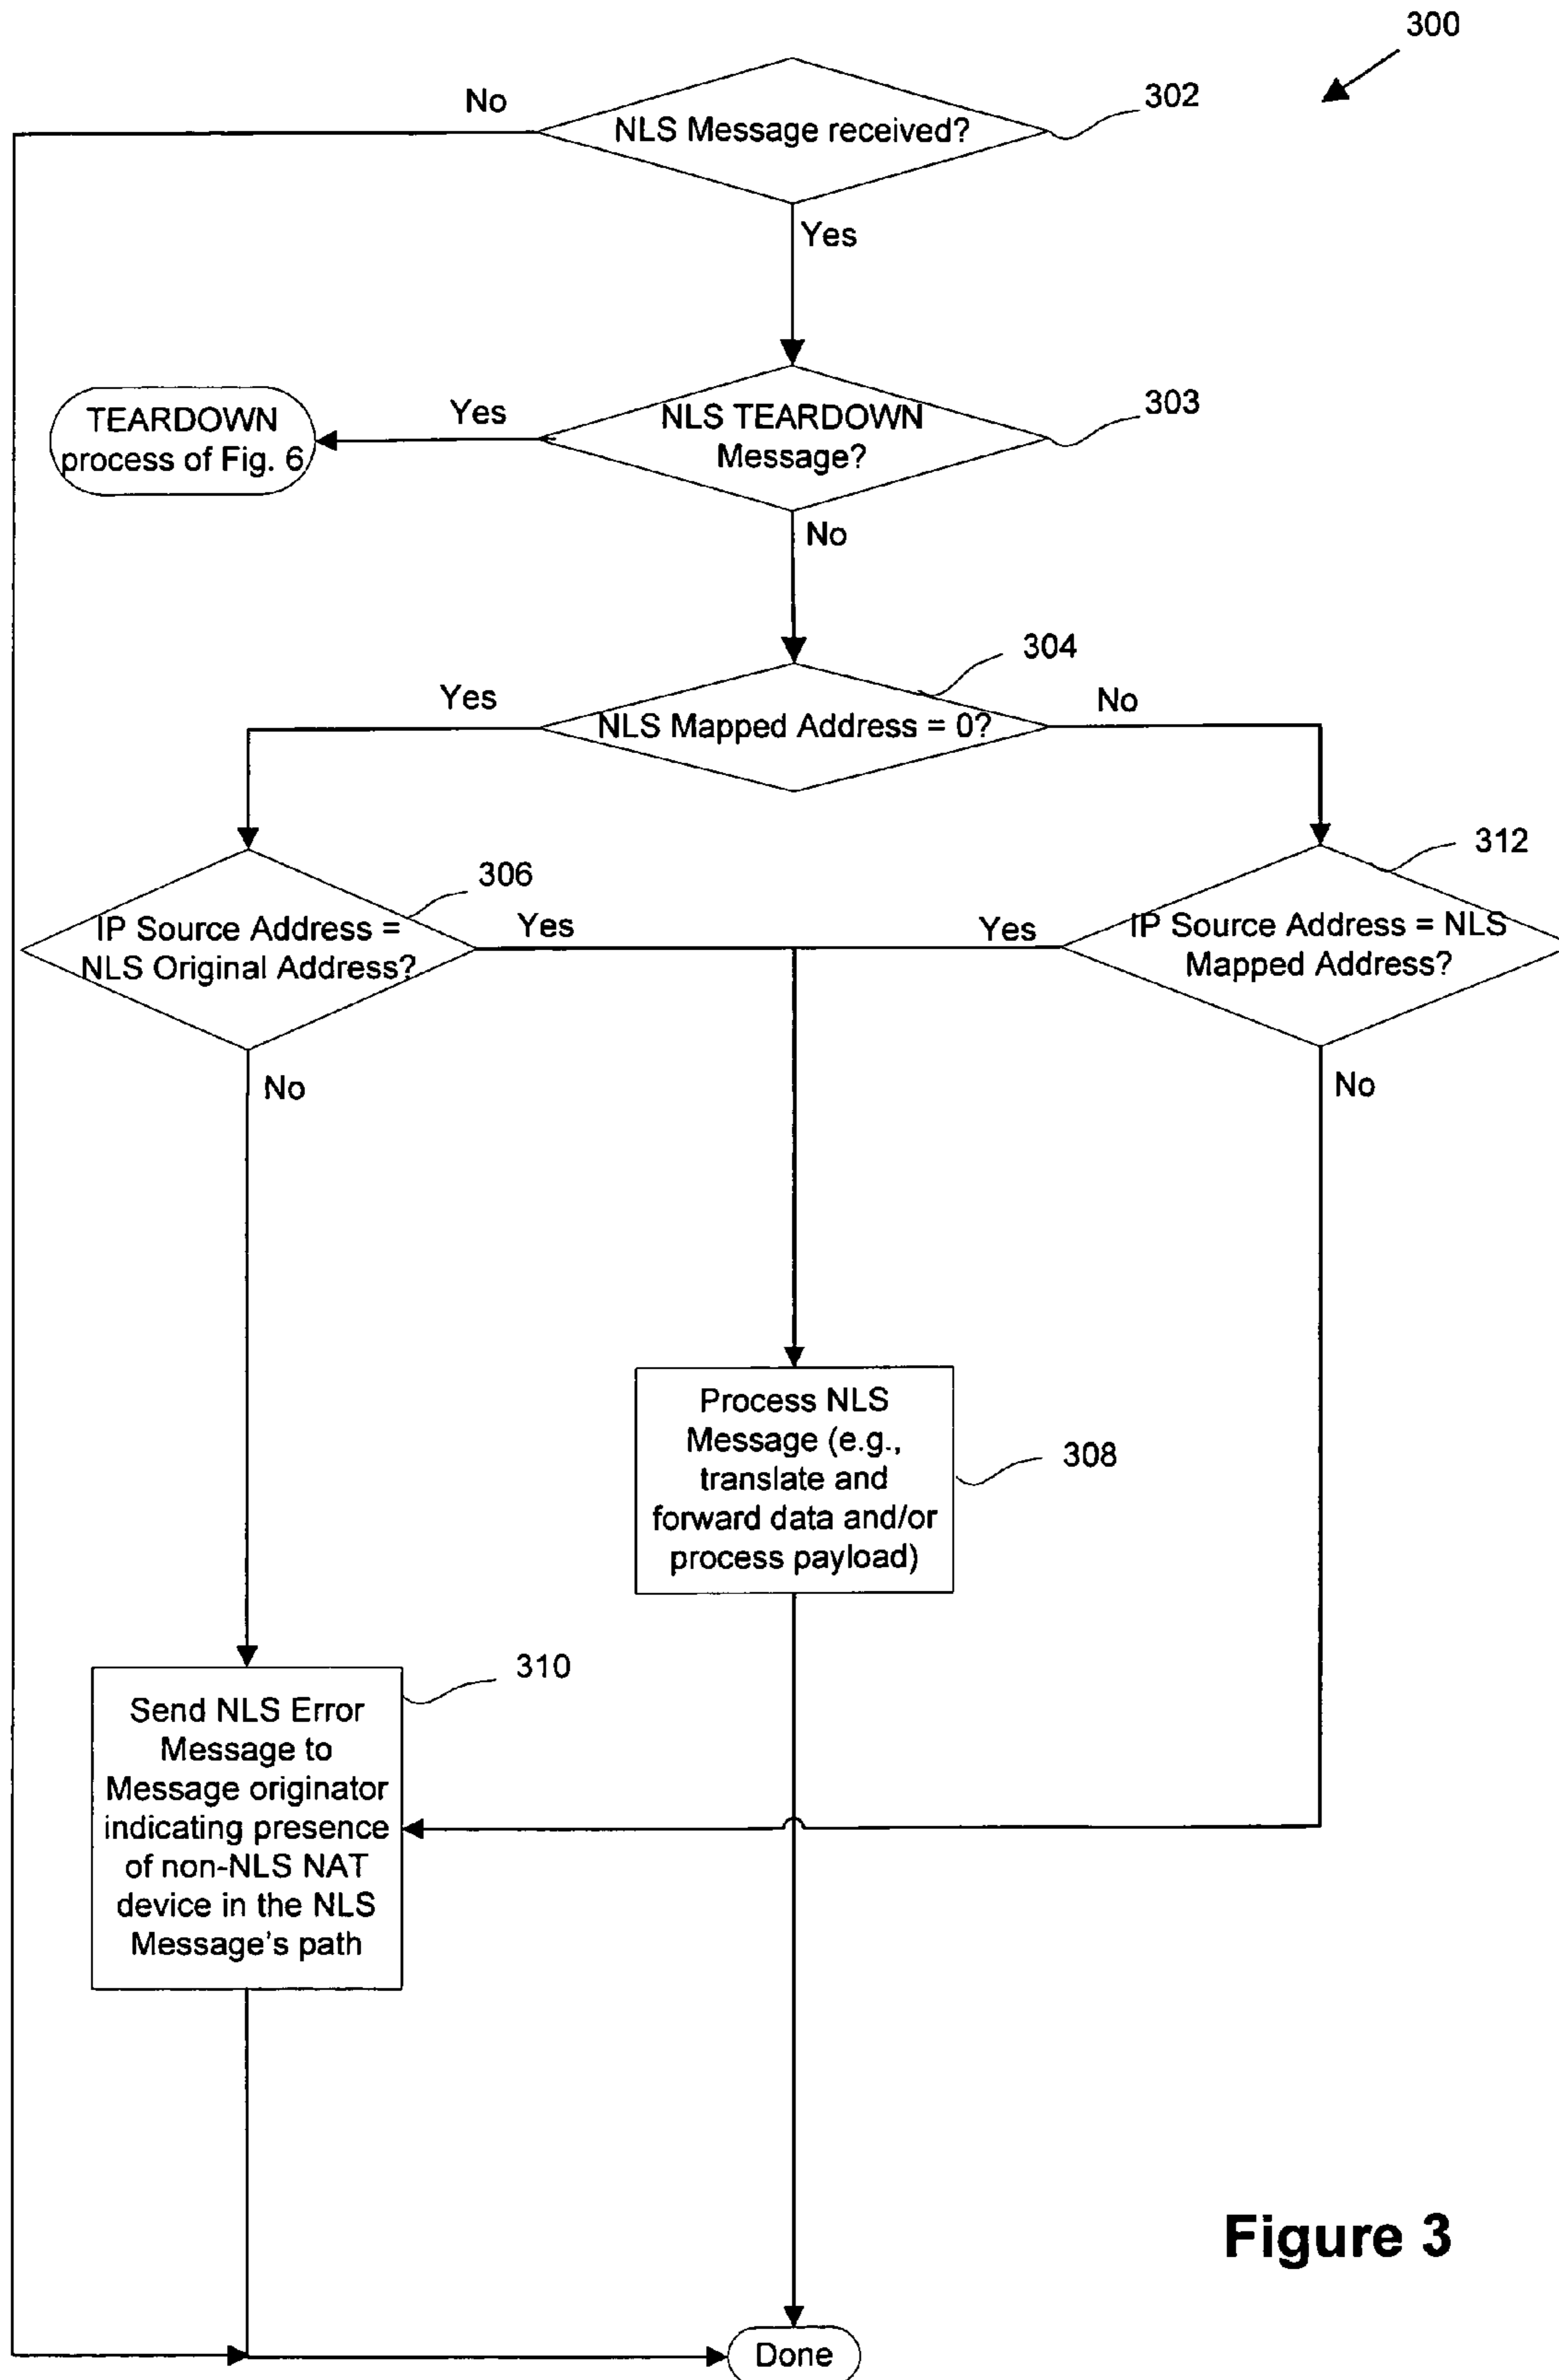 300
302
No
NLS Message received?
Yes
303
TEARDOWN
process of Fig. 6
Yes
NLS TEARDOWN
Message?
No
304
Yes
No
NLS Mapped Address = 0?
312
306
IP Source Address =
NLS Original Address?
Yes
Yes
IP Source Address = NLS
Mapped Address?
No
No
Process NLS
Message (e.g.,
translate and
forward data and/or
process payload)
308
310
Send NLS Error
Message to
Message originator
indicating presence
of non-NLS NAT
device in the NLS
Message's path
Figure 3
Done